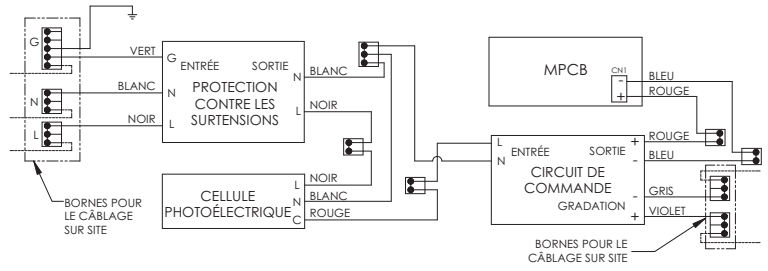 G
VERT
G
ENTRÉE
SORTIE
N
BLANC
N
BLANC
N
PROTECTION
CONTRE LES
SURTENSIONS
L
NOIR
L
NOIR
BORNES POUR
LE CÂBLAGE
SUR SITE
CELLULE
PHOTOÉLECTRIQUE
L
NOIR
N
BLANC
C
ROUGE
MPCB
CN1
-
BLEU
+
ROUGE
L
N
ENTRÉE
SORTIE
+
ROUGE
-
BLEU
CIRCUIT DE
COMMANDE
GRADATION
-
GRIS
+
VIOLET
BORNES POUR LE
CÂBLAGE SUR SITE